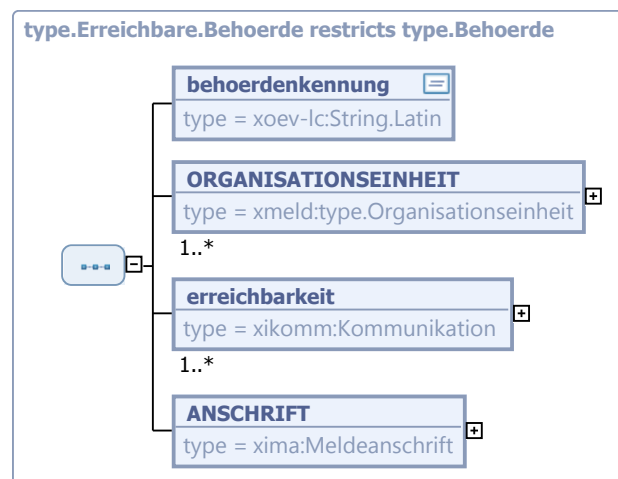 type.Erreichbare.Behoerde restricts type.Behoerde
behoerdenkennung
type = xoev-lc:String.Latin
ORGANISATIONSEINHEIT
type = xmeld:type.Organisationseinheit
1..*
erreichbarkeit
type = xikomm:Kommunikation
1..*
ANSCHRIFT
type = xima:Meldeanschrift